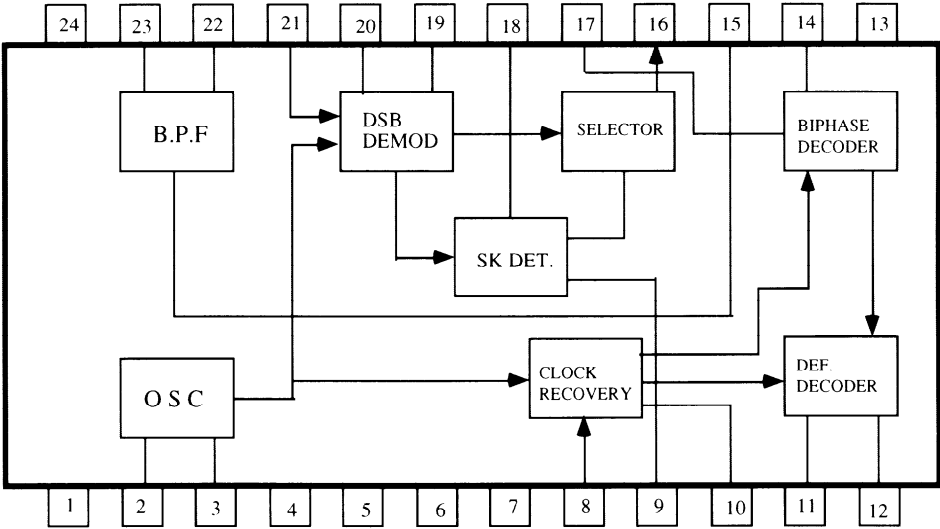 24 23 22 21 20 19 18 17 16 15 14 13
B.P.F
DSB
DEMOD
SELECTOR
BIPHASE
DECODER
SK DET.
OSC
CLOCK
RECOVERY
DEF.
DECODER
1 2 3 4 5 6 7 8 9 10 11 12